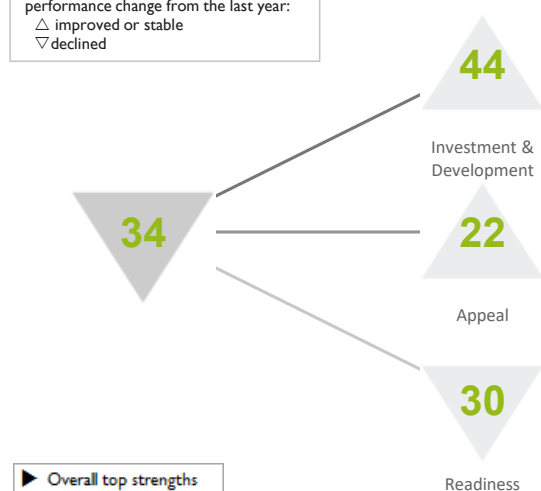 performance change from the last year:
△ improved or stable
▽ declined
44
Investment &
Development
34
22
Appeal
30
Readiness
▶ Overall top strengths